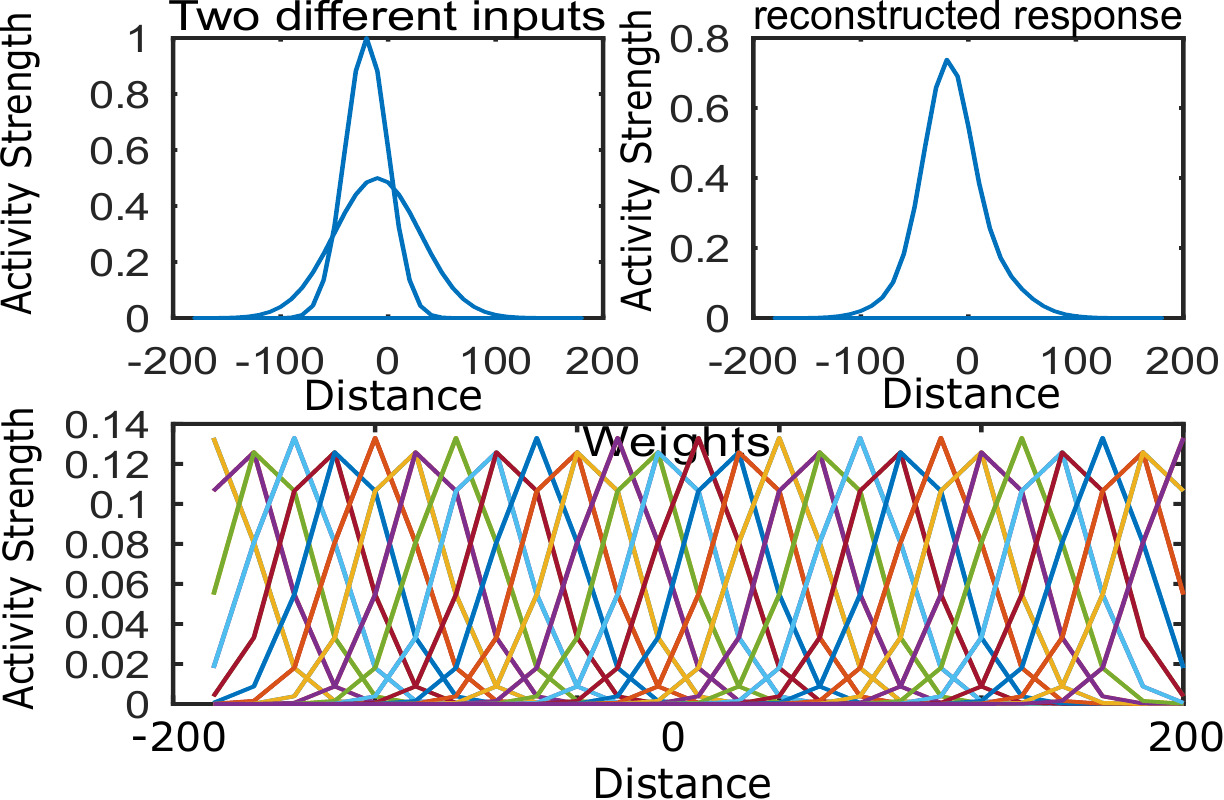 Two different inputs
Activity Strength
1
0.8
0.6
0.4
0.2
0
-200 -100 0 100 200
Distance
reconstructed response
Activity Strength
0.8
0.6
0.4
0.2
0
-200 -100 0 100 200
Distance
Weights
Activity Strength
0.14
0.12
0.1
0.08
0.06
0.04
0.02
0
-200 0 200
Distance